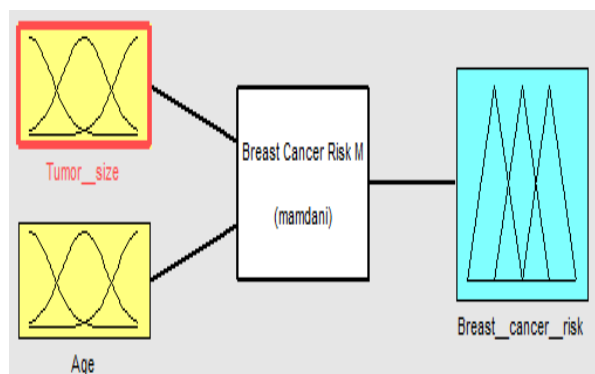 Tumor__size
Breast Cancer Risk M
(mamdani)
Age
Breast__cancer__risk